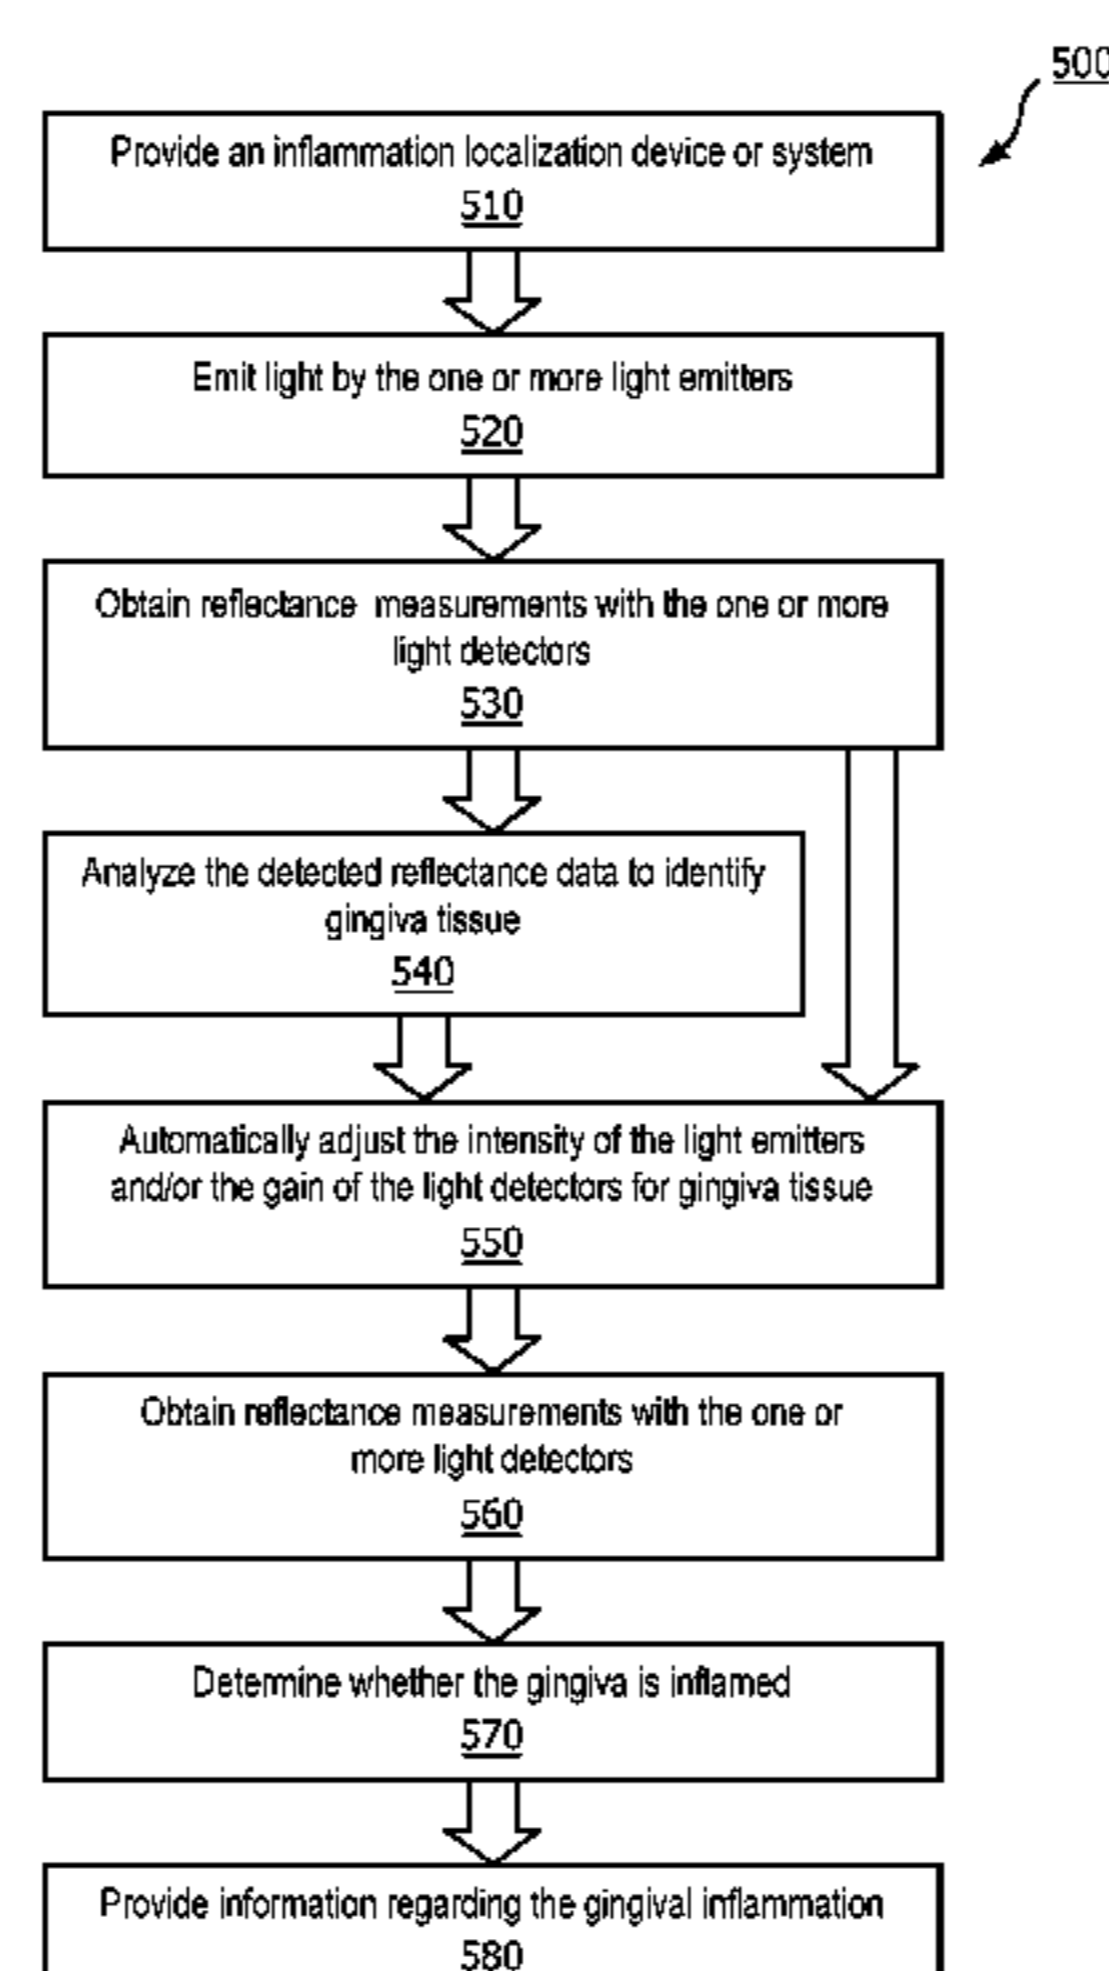 500
Provide an inflammation localization device or system
510
Emit light by the one or more light emitters
520
Obtain reflectance measurements with the one or more
light detectors
530
Analyze the detected reflectance data to identify
gingiva tissue
540
Automatically adjust the intensity of the light emitters
and/or the gain of the light detectors for gingiva tissue
550
Obtain reflectance measurements with the one or
more light detectors
560
Determine whether the gingiva is inflamed
570
Provide information regarding the gingival inflammation
580